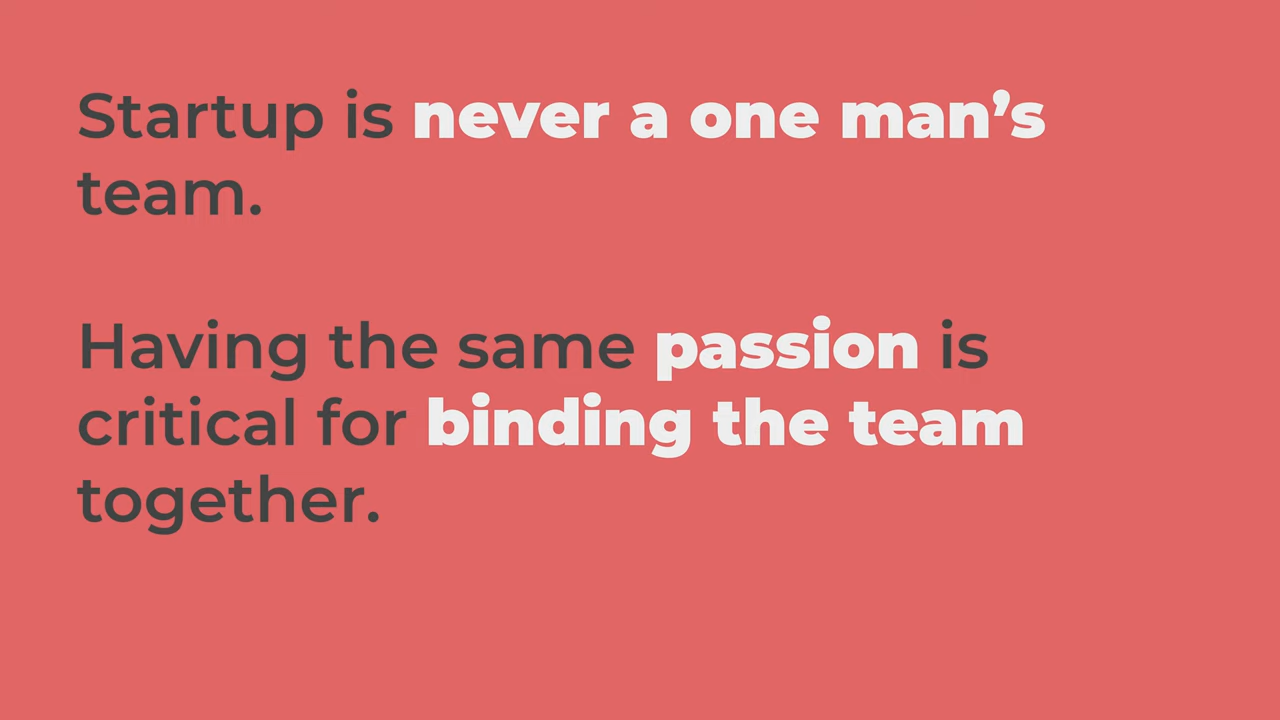 Startup is never a one man’s
team.
Having the same passion is
critical for binding the team
together.